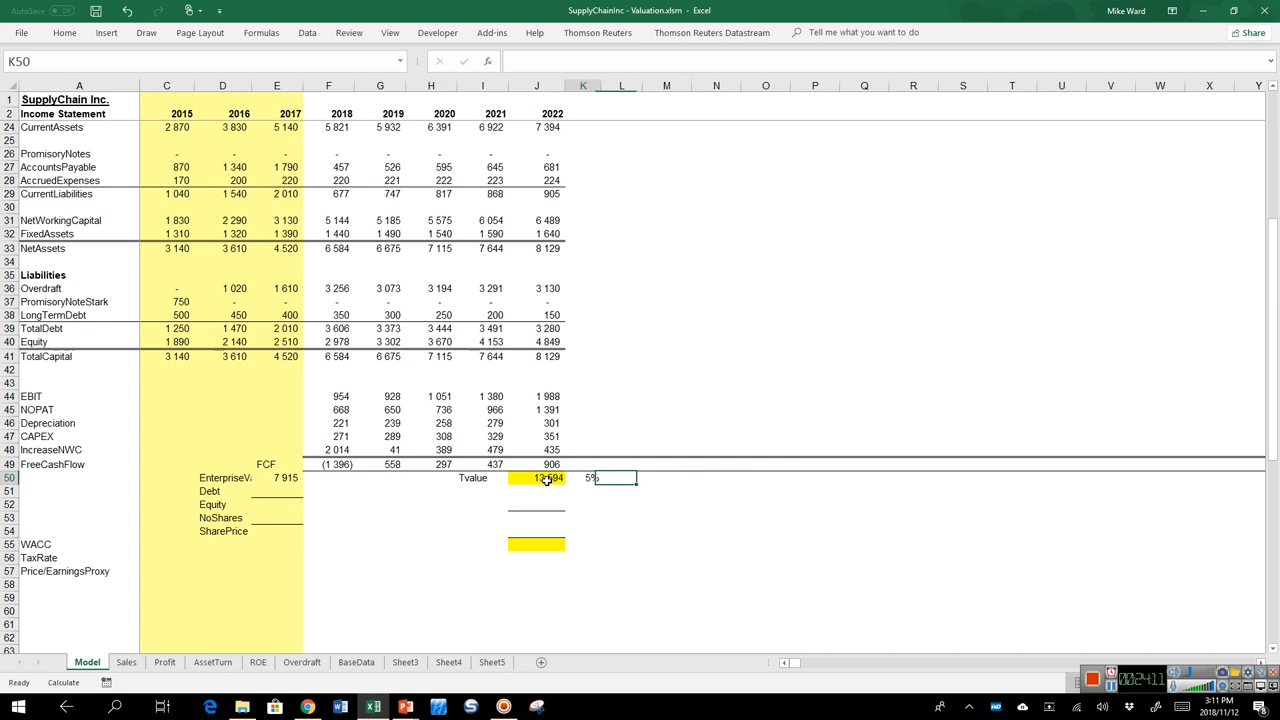 AutoSave Off SupplyChainInc - Valuation.xlsm - Excel Mike Ward
File Home Insert Draw Page Layout Formulas Data Review View Developer Add-ins Help Thomson Reuters Thomson Reuters Datastream Tell me what you want to do Share
K50 fx
A C D E F G H I J K L M N O P Q R S T U V W X Y
1 SupplyChain Inc. 2015 2016 2017 2018 2019 2020 2021 2022
2 Income Statement
24 CurrentAssets 2 870 3 830 5 140 5 821 5 932 6 391 6 922 7 394
25
26 PromisoryNotes - - - - - - - -
27 AccountsPayable 870 1 340 1 790 457 526 595 645 681
28 AccruedExpenses 170 200 220 220 221 222 223 224
29 CurrentLiabilities 1 040 1 540 2 010 677 747 817 868 905
30
31 NetWorkingCapital 1 830 2 290 3 130 5 144 5 185 5 575 6 054 6 489
32 FixedAssets 1 310 1 320 1 390 1 440 1 490 1 540 1 590 1 640
33 NetAssets 3 140 3 610 4 520 6 584 6 675 7 115 7 644 8 129
34
35 Liabilities
36 Overdraft - 1 020 1 610 3 256 3 073 3 194 3 291 3 130
37 PromisoryNoteStark 750 - - - - - - -
38 LongTermDebt 500 450 400 350 300 250 200 150
39 TotalDebt 1 250 1 470 2 010 3 606 3 373 3 444 3 491 3 280
40 Equity 1 890 2 140 2 510 2 978 3 302 3 670 4 153 4 849
41 TotalCapital 3 140 3 610 4 520 6 584 6 675 7 115 7 644 8 129
42
43
44 EBIT 954 928 1 051 1 380 1 988
45 NOPAT 668 650 736 966 1 391
46 Depreciation 221 239 258 279 301
47 CAPEX 271 289 308 329 351
48 IncreaseNWC 2 014 41 389 479 435
49 FreeCashFlow FCF (1 396) 558 297 437 906
50 EnterpriseVa 7 915 Tvalue 13 594 5%
51 Debt
52 Equity
53 NoShares
54 SharePrice
55 WACC
56 TaxRate
57 Price/EarningsProxy
58
59
60
61
62
63
Model Sales Profit AssetTurn ROE Overdraft BaseData Sheet3 Sheet4 Sheet5
Ready Calculate
00:24:11
3:11 PM
2018/11/12